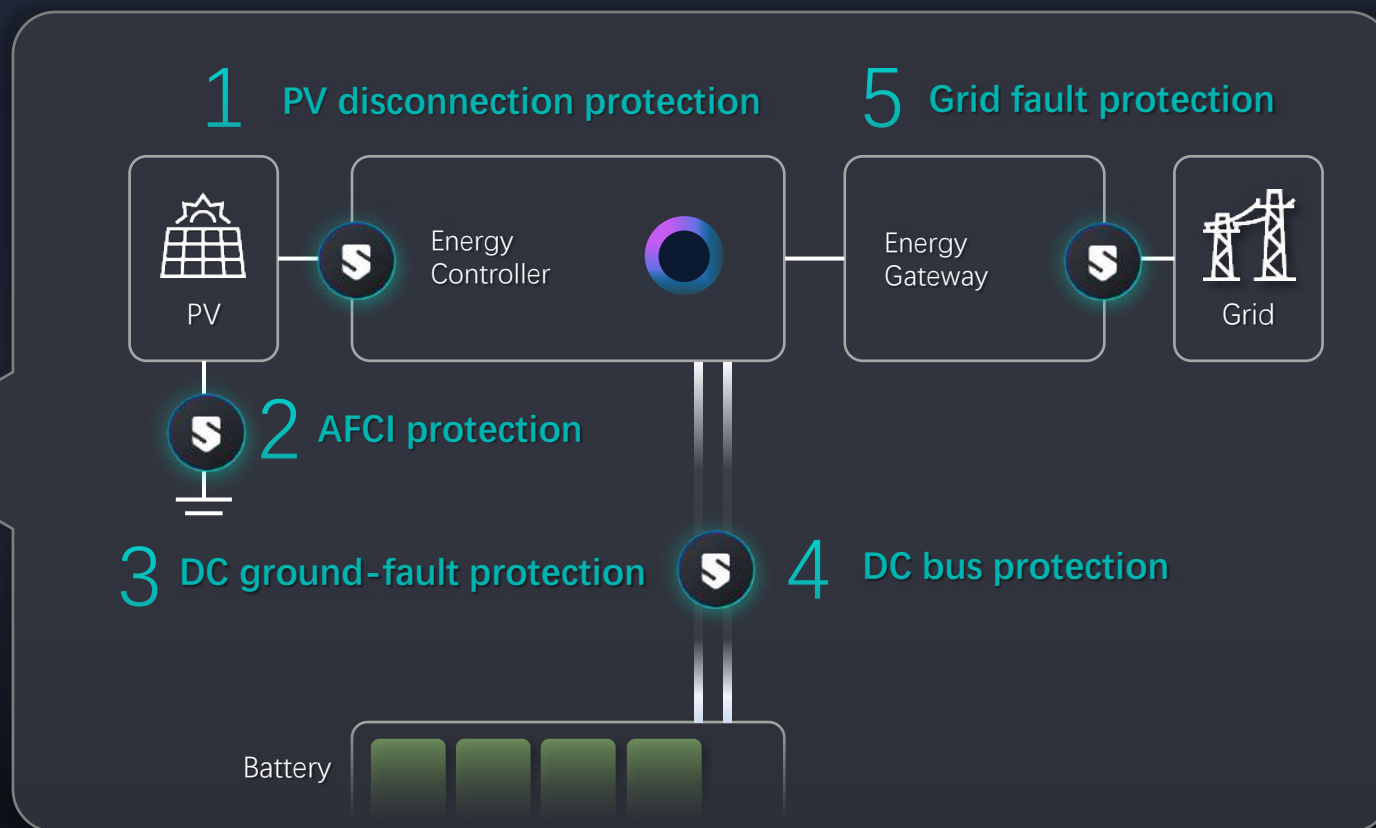 1 PV disconnection protection
5 Grid fault protection
PV
Energy
Controller
Energy
Gateway
Grid
2 AFCI protection
3 DC ground-fault protection
4 DC bus protection
Battery